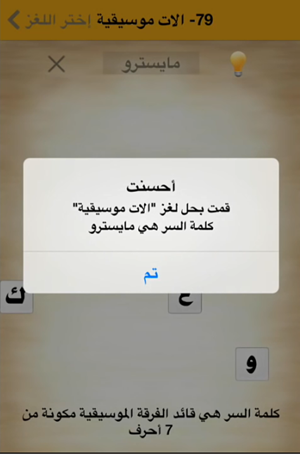 79- الات موسيقية
إختر اللغز
مايسترو
أحسنت
قمت بحل لغز "الات موسيقية"
كلمة السر هي مايسترو
تم
ك
ع
و
كلمة السر هي قائد الفرقة الموسيقية مكونة من
7 أحرف